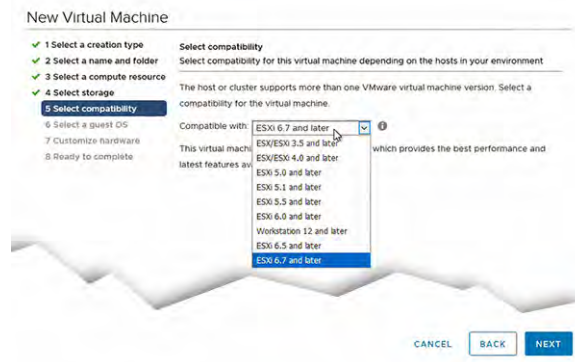 New Virtual Machine
✓ 1 Select a creation type
✓ 2 Select a name and folder
✓ 3 Select a compute resource
✓ 4 Select storage
5 Select compatibility
6 Select a guest OS
7 Customize hardware
8 Ready to complete
Select compatibility
Select compatibility for this virtual machine depending on the hosts in your environment
The host or cluster supports more than one VMware virtual machine version. Select a
compatibility for the virtual machine.
Compatible with: ESXi 6.7 and later
This virtual machi which provides the best performance and
latest features av
ESX/ESXi 3.5 and later
ESX/ESXi 4.0 and later
ESXi 5.0 and later
ESXi 5.1 and later
ESXi 5.5 and later
ESXi 6.0 and later
Workstation 12 and later
ESXi 6.5 and later
ESXi 6.7 and later
CANCEL BACK NEXT